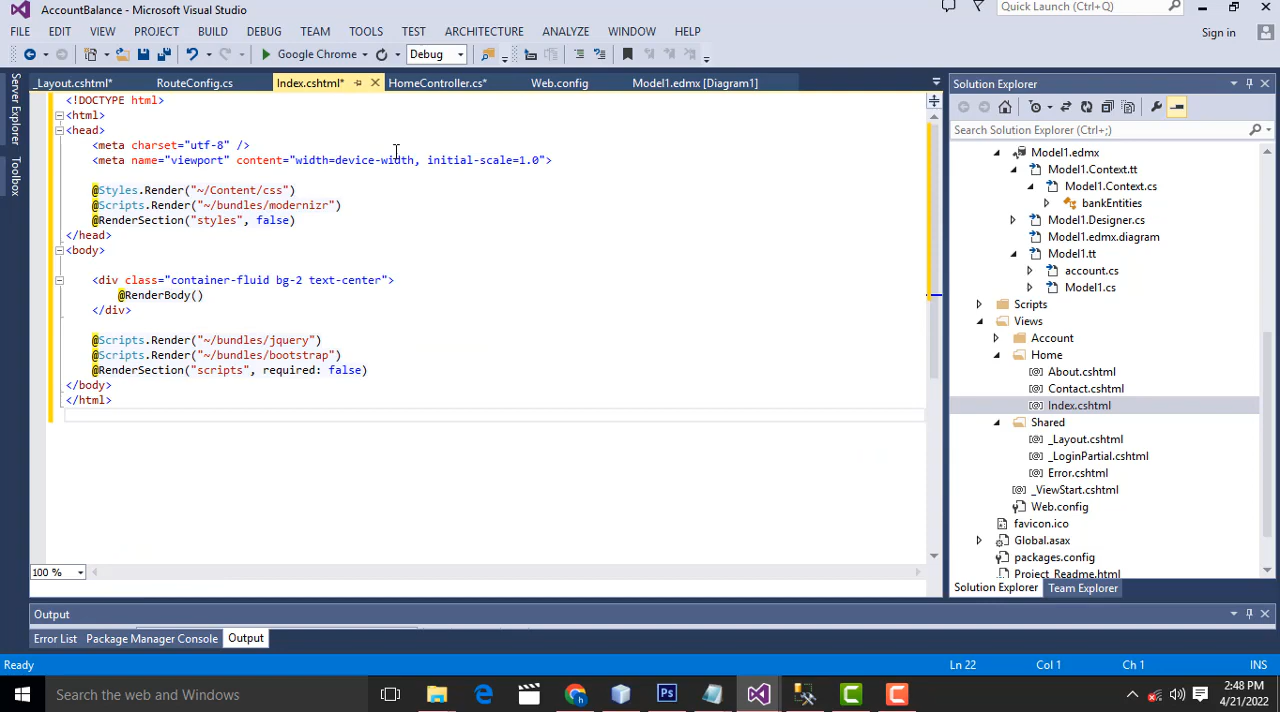 AccountBalance - Microsoft Visual Studio
Quick Launch (Ctrl+Q)
FILE EDIT VIEW PROJECT BUILD DEBUG TEAM TOOLS TEST ARCHITECTURE ANALYZE WINDOW HELP
Sign in
Google Chrome Debug
Server Explorer
Toolbox
_Layout.cshtml* RouteConfig.cs Index.cshtml* HomeController.cs* Web.config Model1.edmx [Diagram1]
<!DOCTYPE html>
<html>
<head>
<meta charset="utf-8" />
<meta name="viewport" content="width=device-width, initial-scale=1.0">
@Styles.Render("~/Content/css")
@Scripts.Render("~/bundles/modernizr")
@RenderSection("styles", false)
</head>
<body>
<div class="container-fluid bg-2 text-center">
@RenderBody()
</div>
@Scripts.Render("~/bundles/jquery")
@Scripts.Render("~/bundles/bootstrap")
@RenderSection("scripts", required: false)
</body>
</html>
100 %
Solution Explorer
Search Solution Explorer (Ctrl+;)
Model1.edmx
Model1.Context.tt
Model1.Context.cs
bankEntities
Model1.Designer.cs
Model1.edmx.diagram
Model1.tt
account.cs
Model1.cs
Scripts
Views
Account
Home
About.cshtml
Contact.cshtml
Index.cshtml
Shared
_Layout.cshtml
_LoginPartial.cshtml
Error.cshtml
_ViewStart.cshtml
Web.config
favicon.ico
Global.asax
packages.config
Project_Readme.html
Solution Explorer Team Explorer
Output
Error List Package Manager Console Output
Ready Ln 22 Col 1 Ch 1 INS
Search the web and Windows
Ps
2:48 PM
4/21/2022